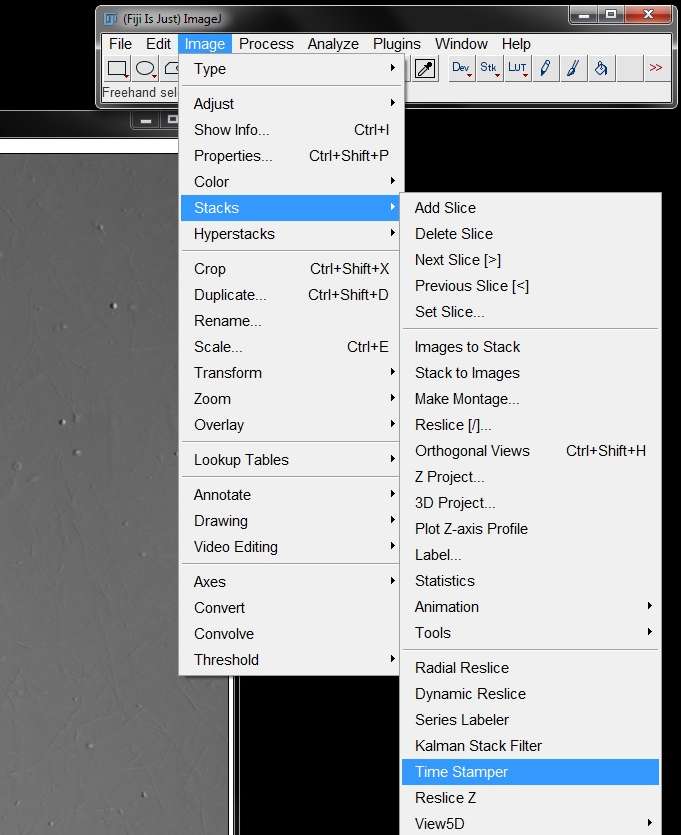 (Fiji Is Just) ImageJ
File Edit Image Process Analyze Plugins Window Help
Dev Stk LUT >>
Freehand sel
Type
Adjust
Show Info... Ctrl+I
Properties... Ctrl+Shift+P
Color
Stacks
Hyperstacks
Crop Ctrl+Shift+X
Duplicate... Ctrl+Shift+D
Rename...
Scale... Ctrl+E
Transform
Zoom
Overlay
Lookup Tables
Annotate
Drawing
Video Editing
Axes
Convert
Convolve
Threshold
Add Slice
Delete Slice
Next Slice [>]
Previous Slice [<]
Set Slice...
Images to Stack
Stack to Images
Make Montage...
Reslice [/]...
Orthogonal Views Ctrl+Shift+H
Z Project...
3D Project...
Plot Z-axis Profile
Label...
Statistics
Animation
Tools
Radial Reslice
Dynamic Reslice
Series Labeler
Kalman Stack Filter
Time Stamper
Reslice Z
View5D